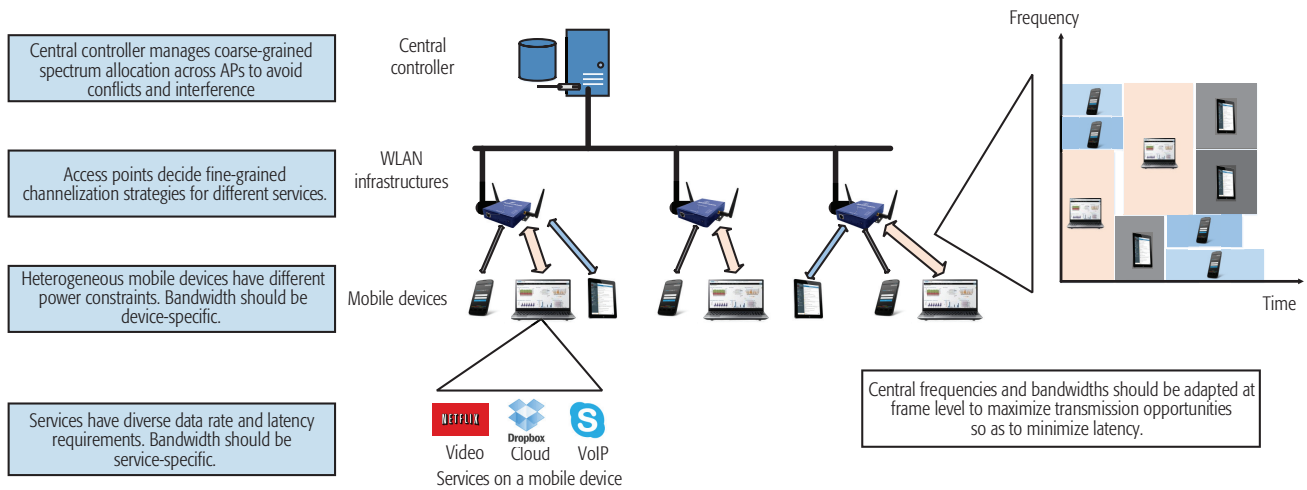 Central controller manages coarse-grained
spectrum allocation across APs to avoid
conflicts and interference
Central
controller
Frequency
Access points decide fine-grained
channelization strategies for different services.
WLAN
infrastructures
Heterogeneous mobile devices have different
power constraints. Bandwidth should be
device-specific.
Mobile devices
Time
Services have diverse data rate and latency
requirements. Bandwidth should be
service-specific.
NETFLIX
Dropbox
S
Video
Cloud
VoIP
Services on a mobile device
Central frequencies and bandwidths should be adapted at
frame level to maximize transmission opportunities
so as to minimize latency.